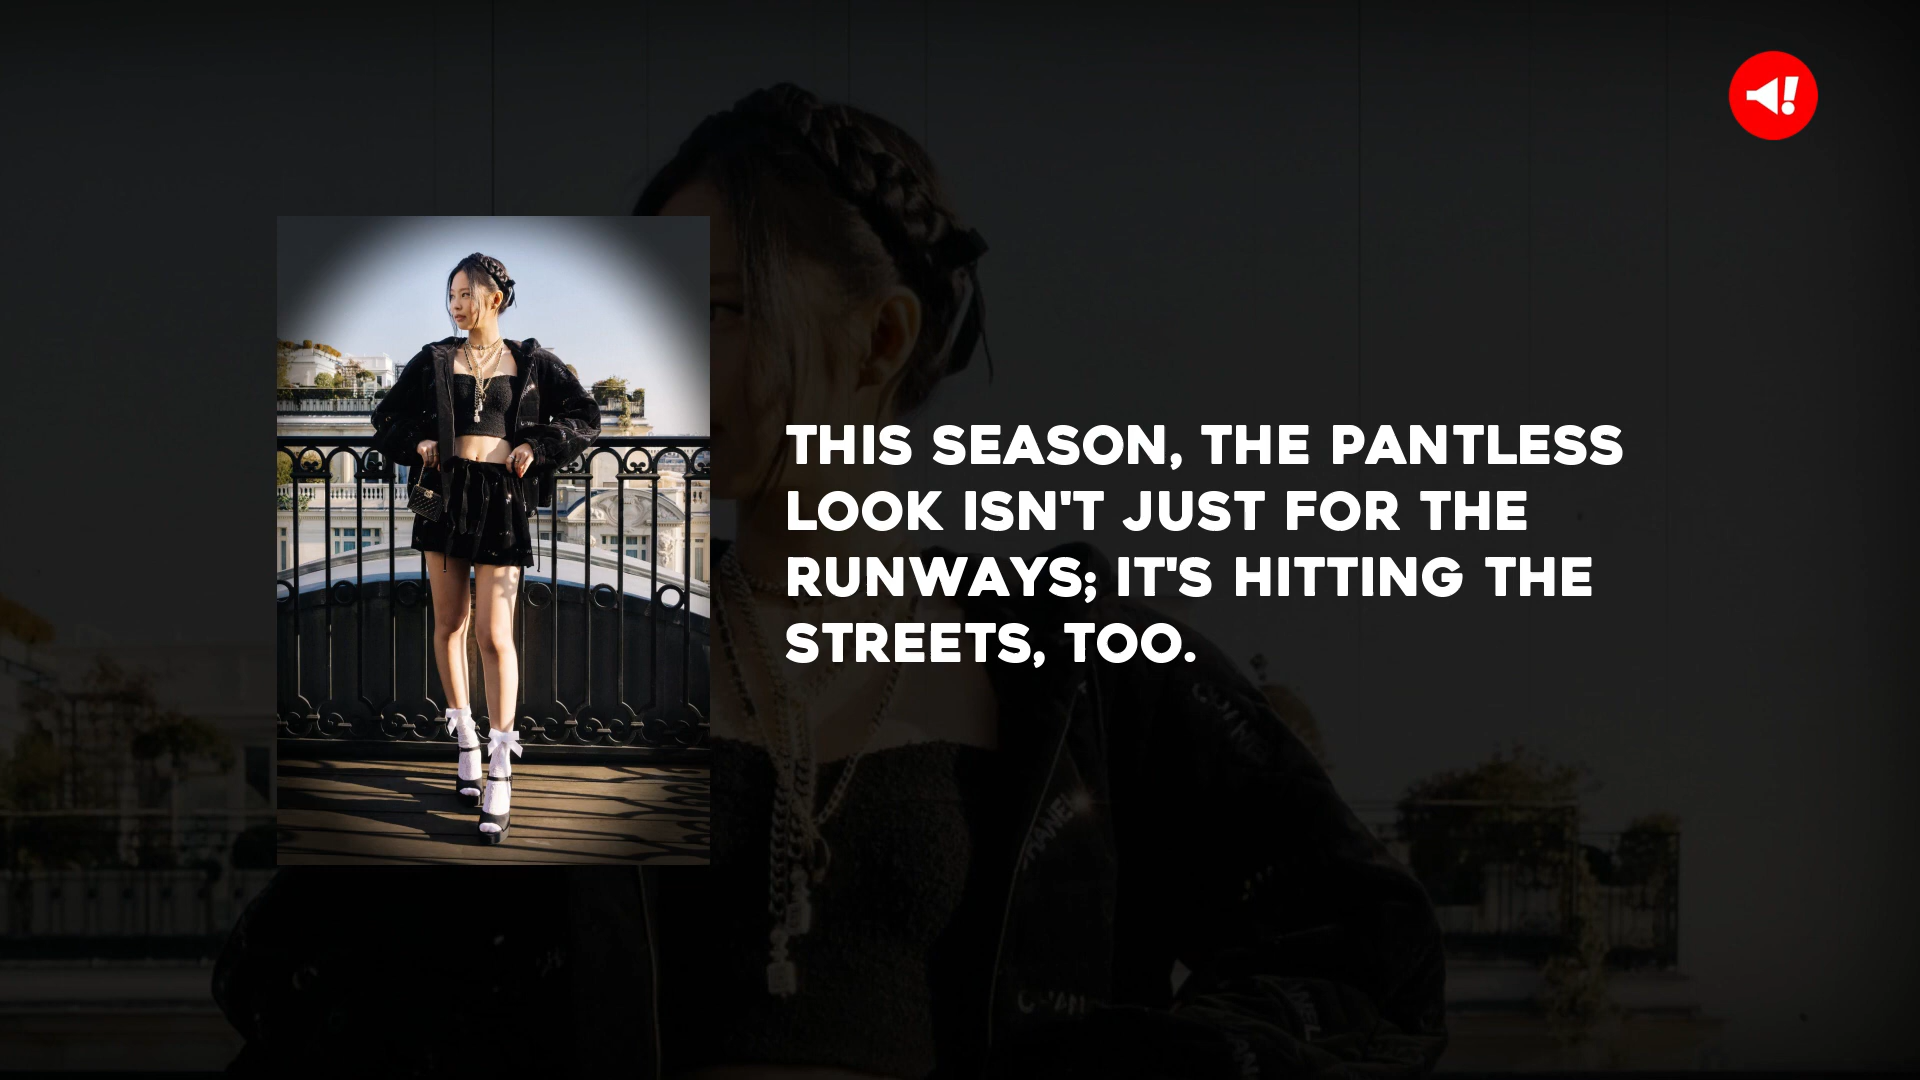 THIS SEASON, THE PANTLESS
LOOK ISN'T JUST FOR THE
RUNWAYS; IT'S HITTING THE
STREETS, TOO.